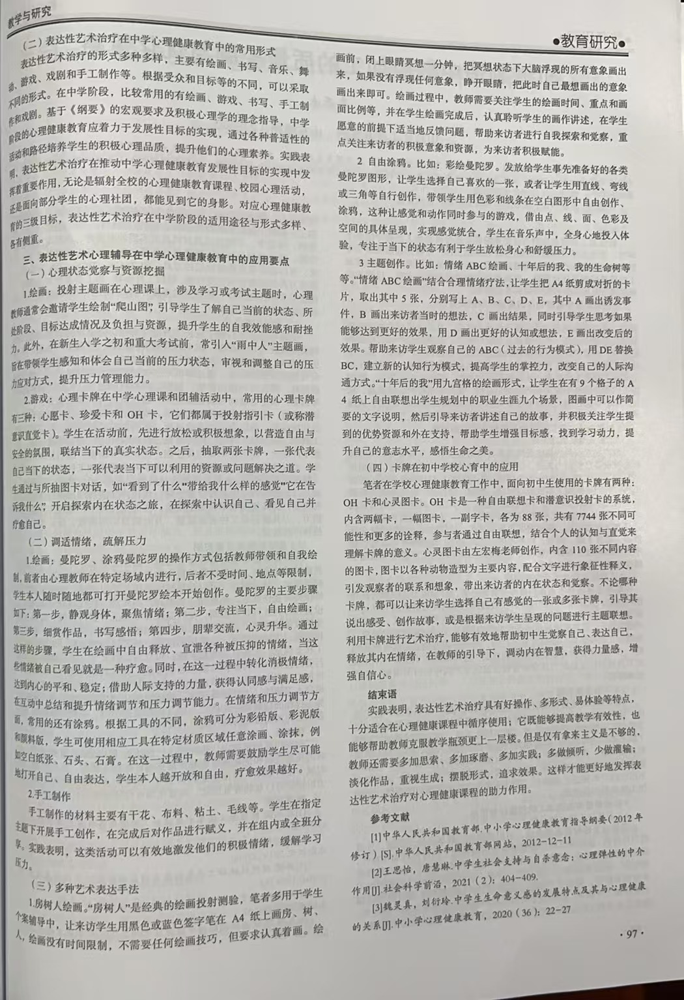 教学与研究
●教育研究●
(二)表达性艺术治疗在中学心理健康教育中的常用形式
表达性艺术治疗的形式多种多样，主要有绘画、书写、音乐、舞
动、游戏、戏剧和手工制作等。根据受众和目标等的不同，可以采取
不同的形式。在中学阶段，比较常用的有绘画、游戏、书写、手工制
作和戏剧。基于《纲要》的宏观要求及积极心理学的理念指导，中学
阶段的心理健康教育应着力于发展性目标的实现，通过各种普适性的
活动和路径培养学生的积极心理品质，提升他们的心理素养。实践表
明，表达性艺术治疗在推动中学心理健康教育发展性目标的实现中发
挥着重要作用，无论是辐射全校的心理健康教育课程、校园心理活动，
还是面向部分学生的心理社团，都能见到它的身影。对应心理健康教
育的三级目标，表达性艺术治疗在中学阶段的适用途径与形式多样、
各有侧重。
三、表达性艺术心理辅导在中学心理健康教育中的应用要点
(一)心理状态觉察与资源挖掘
1.绘画：投射主题画在心理课上，涉及学习或考试主题时，心理
教师通常会邀请学生绘制“爬山图”，引导学生了解自己当前的状态、所
处阶段、目标达成情况及负担与资源，提升学生的自我效能感和耐挫
力。此外，在新生入学之初和重大考试前，常引入“雨中人”主题画，
旨在带领学生感知和体会自己当前的压力状态，审视和调整自己的压
力应对方式，提升压力管理能力。
2.游戏：心理卡牌在中学心理课和团辅活动中，常用的心理卡牌
有三种：心愿卡、珍爱卡和 OH 卡，它们都属于投射指引卡（或称潜
意识直觉卡）。学生在活动前，先进行放松或积极想象，以营造自由与
安全的氛围，联结当下的真实状态。之后，抽取两张卡牌，一张代表
自己当下的状态，一张代表当下可以利用的资源或问题解决之道。学
生通过与所抽图卡对话，如“看到了什么”“带给我什么样的感觉”“它在告
诉我什么”，开启探索内在状态之旅，在探索中认识自己、看见自己并
疗愈自己。
(二)调适情绪，疏解压力
1.绘画：曼陀罗、涂鸦曼陀罗的操作方式包括教师带领和自我绘
制，前者由心理教师在特定场域内进行，后者不受时间、地点等限制，
学生本人随时随地都可打开曼陀罗绘本开始创作。曼陀罗的主要步骤
如下：第一步，静观身体，聚焦情绪；第二步，专注当下，自由绘画；
第三步，细赏作品，书写感悟；第四步，朋辈交流，心灵升华。通过
这样的步骤，学生在绘画中自由释放、宣泄各种被压抑的情绪，当这
些情绪被自己看见就是一种疗愈。同时，在这一过程中转化消极情绪，
达到内心的平和、稳定；借助人际支持的力量，获得认同感与满足感，
在互动中总结和提升情绪调节和压力调节能力。在情绪和压力调节方
面，常用的还有涂鸦。根据工具的不同，涂鸦可分为彩铅版、彩泥版
和颜料版，学生可使用相应工具在特定材质区域任意涂画、涂抹，例
如空白纸张、石头、石膏。在这一过程中，教师需要鼓励学生尽可能
地打开自己、自由表达，学生本人越开放和自由，疗愈效果越好。
2.手工制作
手工制作的材料主要有干花、布料、粘土、毛线等。学生在指定
主题下开展手工创作，在完成后对作品进行赋义，并在组内或全班分
享。实践表明，这类活动可以有效地激发他们的积极情绪，缓解学习
压力。
(三)多种艺术表达手法
1.房树人绘画。“房树人”是经典的绘画投射测验，笔者多用于学生
个案辅导中，让来访学生用黑色或蓝色签字笔在 A4 纸上画房、树、
人，绘画没有时间限制，不需要任何绘画技巧，但要求认真着画。绘
画前，闭上眼睛冥想一分钟，把冥想状态下大脑浮现的所有意象画出
来，如果没有浮现任何意象，睁开眼睛，把此时自己最想画出的意象
画出来即可。绘画过程中，教师需要关注学生的绘画时间、重点和画
面比例等，并在学生绘画完成后，认真聆听学生的画作讲述，在学生
愿意的前提下适当地反馈问题，帮助来访者进行自我探索和觉察，重
点关注来访者的积极意象和资源，为来访者积极赋能。
2 自由涂鸦。比如：彩绘曼陀罗。发放给学生事先准备好的各类
曼陀罗图形，让学生选择自己喜欢的一张，或者让学生用直线、弯线
或三角等自行创作，带领学生用色彩和线条在空白图形中自由创作、
涂鸦，这种让感觉和动作同时参与的游戏，借由点、线、面、色彩及
空间的具体呈现，实现感觉统合，学生在音乐声中，全身心地投入体
验，专注于当下的状态有利于学生放松身心和舒缓压力。
3 主题创作。比如：情绪 ABC 绘画、十年后的我、我的生命树等
等。“情绪 ABC 绘画”结合合理情绪疗法，让学生把 A4 纸剪成对折的卡
片，取出其中 5 张，分别写上 A、B、C、D、E，其中 A 画出诱发事
件，B 画出来访者当时的想法，C 画出结果，同时引导学生思考如果
能够达到更好的效果，用 D 画出更好的认知或想法，E 画出改变后的
效果。帮助来访学生观察自己的 ABC（过去的行为模式），用 DE 替换
BC，建立新的认知行为模式，提高学生的掌控力，改变自己的人际沟
通方式。“十年后的我”用九宫格的绘画形式，让学生在有 9 个格子的 A
4 纸上自由联想出学生规划中的职业生涯九个场景，图画中可以作简
要的文字说明，然后引导来访者讲述自己的故事，并积极关注学生提
到的优势资源和外在支持，帮助学生增强目标感，找到学习动力，提
升自己的意志水平，感悟生命之美。
(四)卡牌在初中学校心育中的应用
笔者在学校心理健康教育工作中，面向初中生使用的卡牌有两种：
OH 卡和心灵图卡。OH 卡是一种自由联想卡和潜意识投射卡的系统，
内含两幅卡，一幅图卡，一副字卡，各为 88 张，共有 7744 张不同可
能性和更多的诠释，参与者通过自由联想，结合个人的认知与直觉来
理解卡牌的意义。心灵图卡由左宏梅老师创作，内含 110 张不同内容
的图卡，图卡以各种动物造型为主要内容，配合文字进行象征性释义，
引发观察者的联系和想象，带出来访者的内在状态和觉察。不论哪种
卡牌，都可以让来访学生选择自己有感觉的一张或多张卡牌，引导其
说出感受、创作故事，或是根据来访学生呈现的问题进行主题联想。
利用卡牌进行艺术治疗，能够有效地帮助初中生觉察自己、表达自己，
释放其内在情绪，在教师的引导下，调动内在智慧，获得力量感，增
强自信心。
结束语
实践表明，表达性艺术治疗具有好操作、多形式、易体验等特点，
十分适合在心理健康课程中循序使用；它既能够提高教学有效性，也
能够帮助教师克服教学瓶颈更上一层楼。但是仅有拿来主义是不够的，
教师还需要多加思索、多加琢磨、多加实践；多做倾听，少做灌输；
淡化作品，重视生成；摆脱形式，追求效果。这样才能更好地发挥表
达性艺术治疗对心理健康课程的助力作用。
参考文献
[1]中华人民共和国教育部.中小学心理健康教育指导纲要(2012 年
修订) [S].中华人民共和国教育部网站，2012-12-11
[2]王思怡，唐慧琳.中学生社会支持与自杀意念：心理弹性的中介
作用[J].社会科学前沿，2021 (2)：404-409.
[3]魏灵真，刘衍玲.中学生生命意义感的发展特点及其与心理健康
的关系[J].中小学心理健康教育，2020 (36)：22-27
·97·